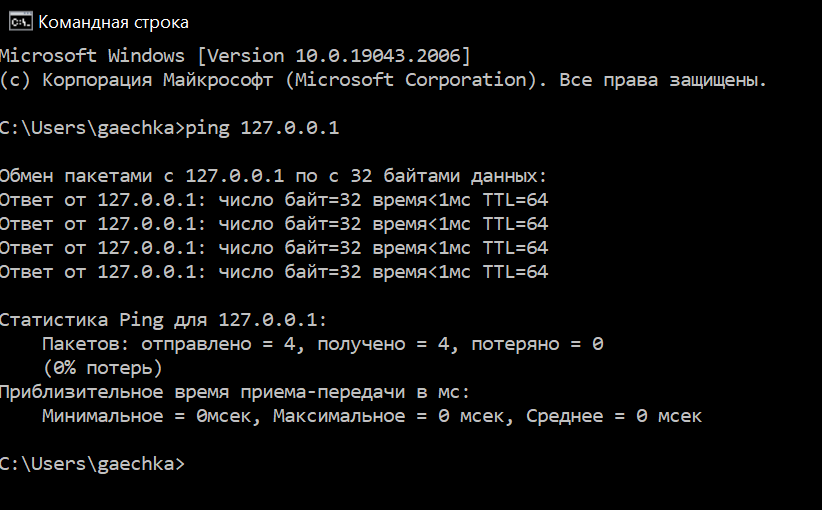 Командная строка
Microsoft Windows [Version 10.0.19043.2006]
(c) Корпорация Майкрософт (Microsoft Corporation). Все права защищены.
C:\Users\gaechka>ping 127.0.0.1
Обмен пакетами с 127.0.0.1 по с 32 байтами данных:
Ответ от 127.0.0.1: число байт=32 время<1мс TTL=64
Ответ от 127.0.0.1: число байт=32 время<1мс TTL=64
Ответ от 127.0.0.1: число байт=32 время<1мс TTL=64
Ответ от 127.0.0.1: число байт=32 время<1мс TTL=64
Статистика Ping для 127.0.0.1:
Пакетов: отправлено = 4, получено = 4, потеряно = 0
(0% потерь)
Приблизительное время приема-передачи в мс:
Минимальное = 0мсек, Максимальное = 0 мсек, Среднее = 0 мсек
C:\Users\gaechka>